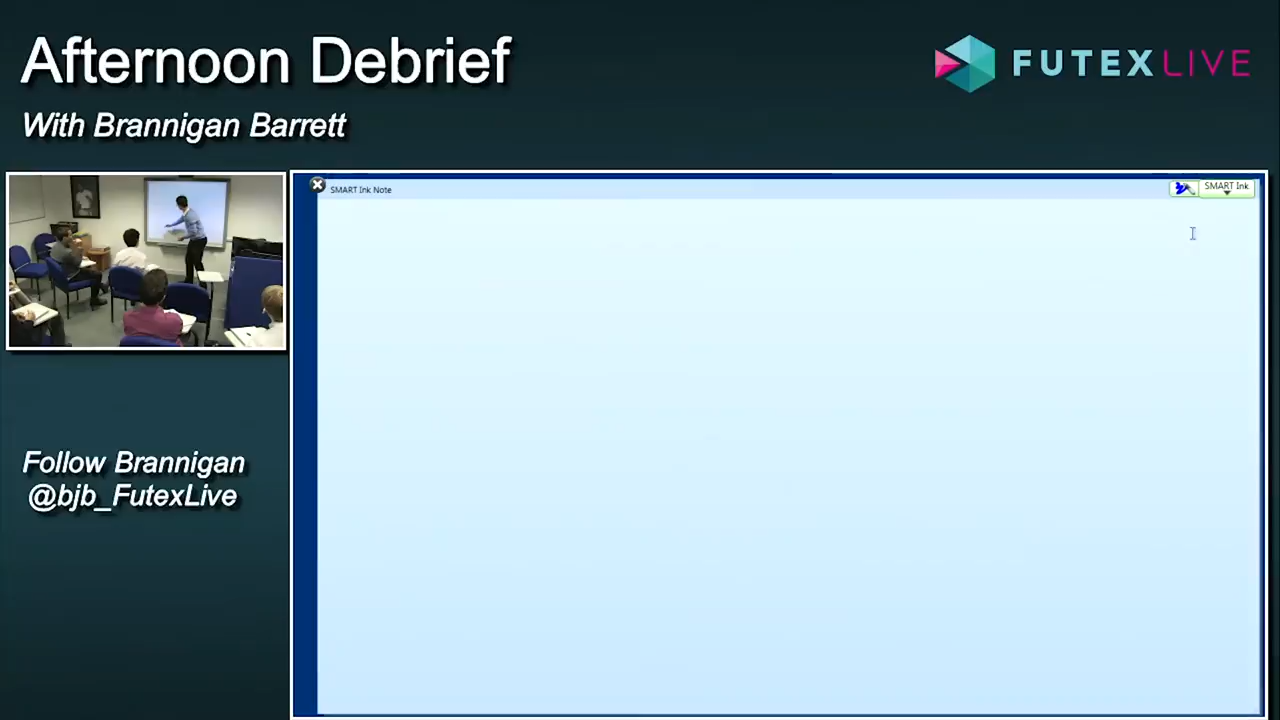 Afternoon Debrief
FUTEXLIVE
With Brannigan Barrett
SMART Ink Note
SMART Ink
Follow Brannigan
@bjb_FutexLive